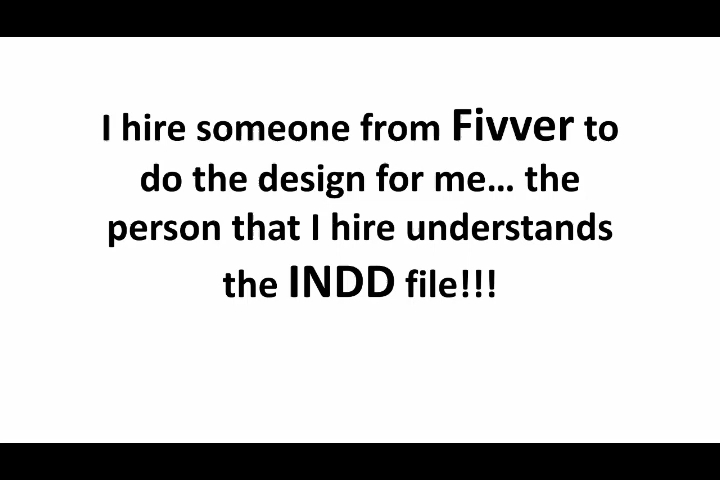 I hire someone from Fivver to
do the design for me... the
person that I hire understands
the INDD file!!!